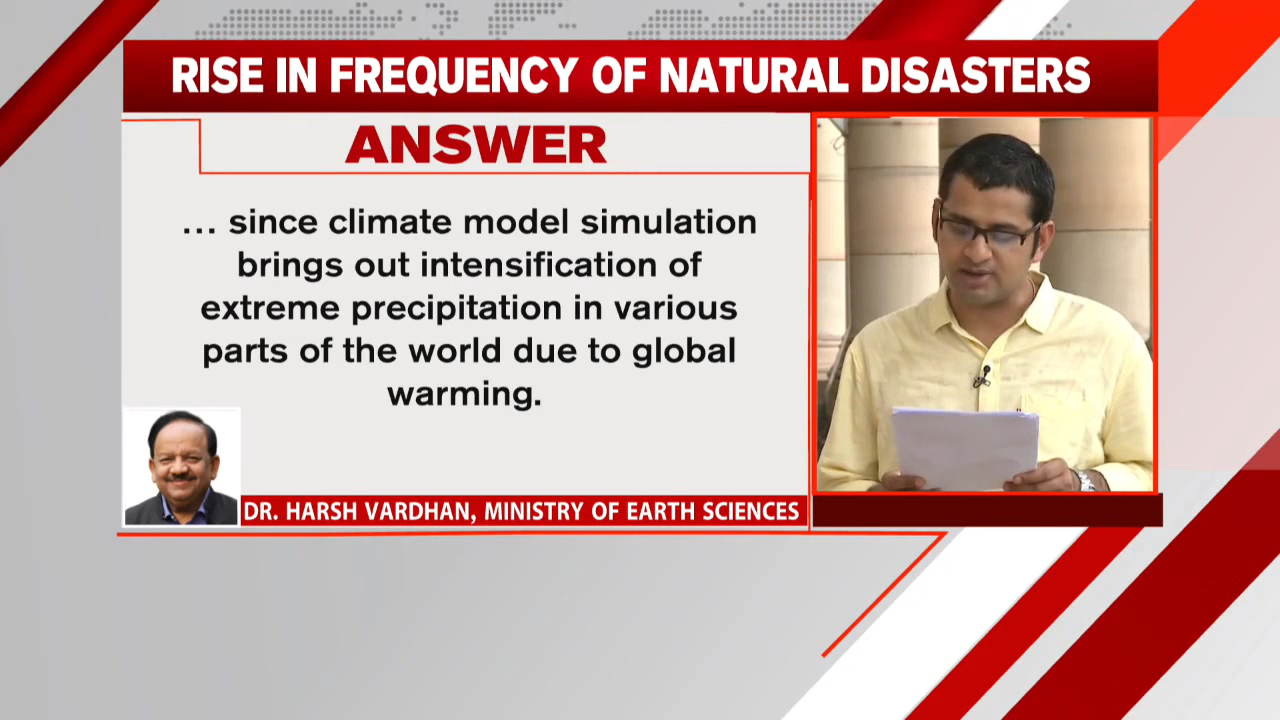 RISE IN FREQUENCY OF NATURAL DISASTERS
ANSWER
... since climate model simulation
brings out intensification of
extreme precipitation in various
parts of the world due to global
warming.
DR. HARSH VARDHAN, MINISTRY OF EARTH SCIENCES